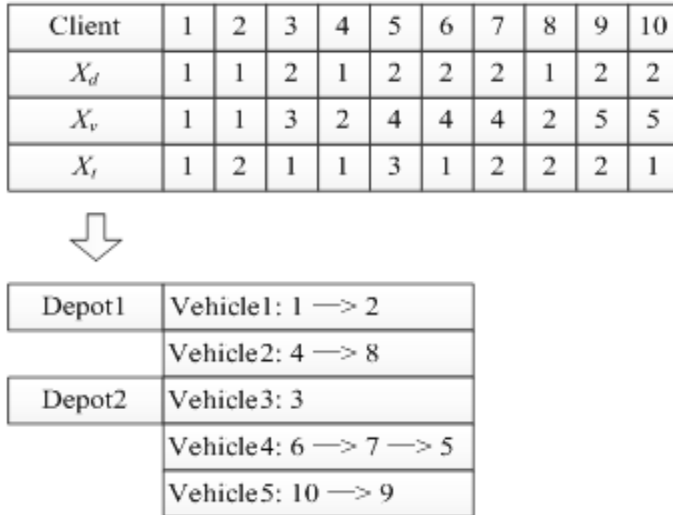 Client 1 2 3 4 5 6 7 8 9 10
X_d 1 1 2 1 2 2 2 1 2 2
X_v 1 1 3 2 4 4 4 2 5 5
X_t 1 2 1 1 3 1 2 2 2 1
Depot1 Vehicle1: 1 —> 2
Vehicle2: 4 —> 8
Depot2 Vehicle3: 3
Vehicle4: 6 —> 7 —> 5
Vehicle5: 10 —> 9